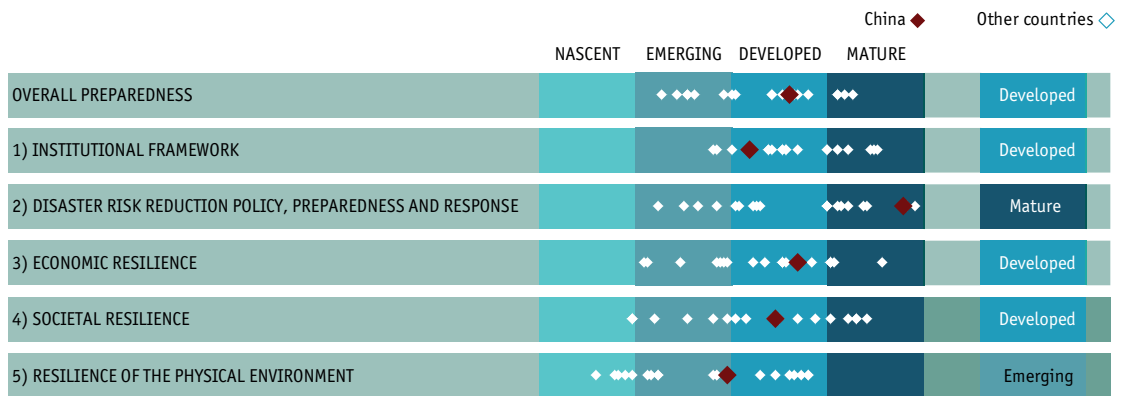 China
Other countries
NASCENT EMERGING DEVELOPED MATURE
OVERALL PREPAREDNESS Developed
1) INSTITUTIONAL FRAMEWORK Developed
2) DISASTER RISK REDUCTION POLICY, PREPAREDNESS AND RESPONSE Mature
3) ECONOMIC RESILIENCE Developed
4) SOCIETAL RESILIENCE Developed
5) RESILIENCE OF THE PHYSICAL ENVIRONMENT Emerging